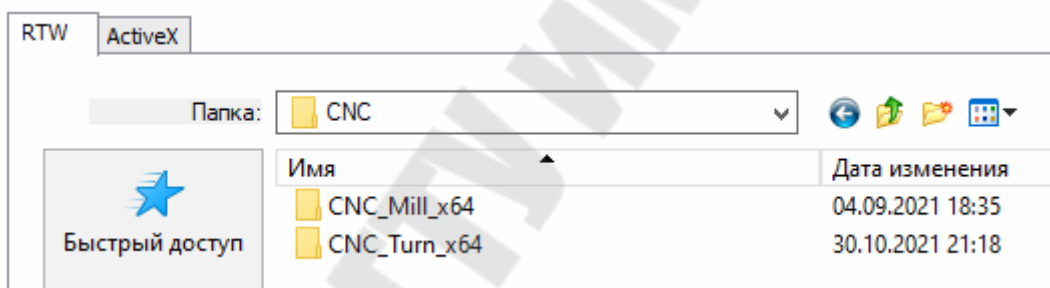 RTW ActiveX
Папка: CNC
Имя Дата изменения
CNC_Mill_x64 04.09.2021 18:35
CNC_Turn_x64 30.10.2021 21:18
Быстрый доступ